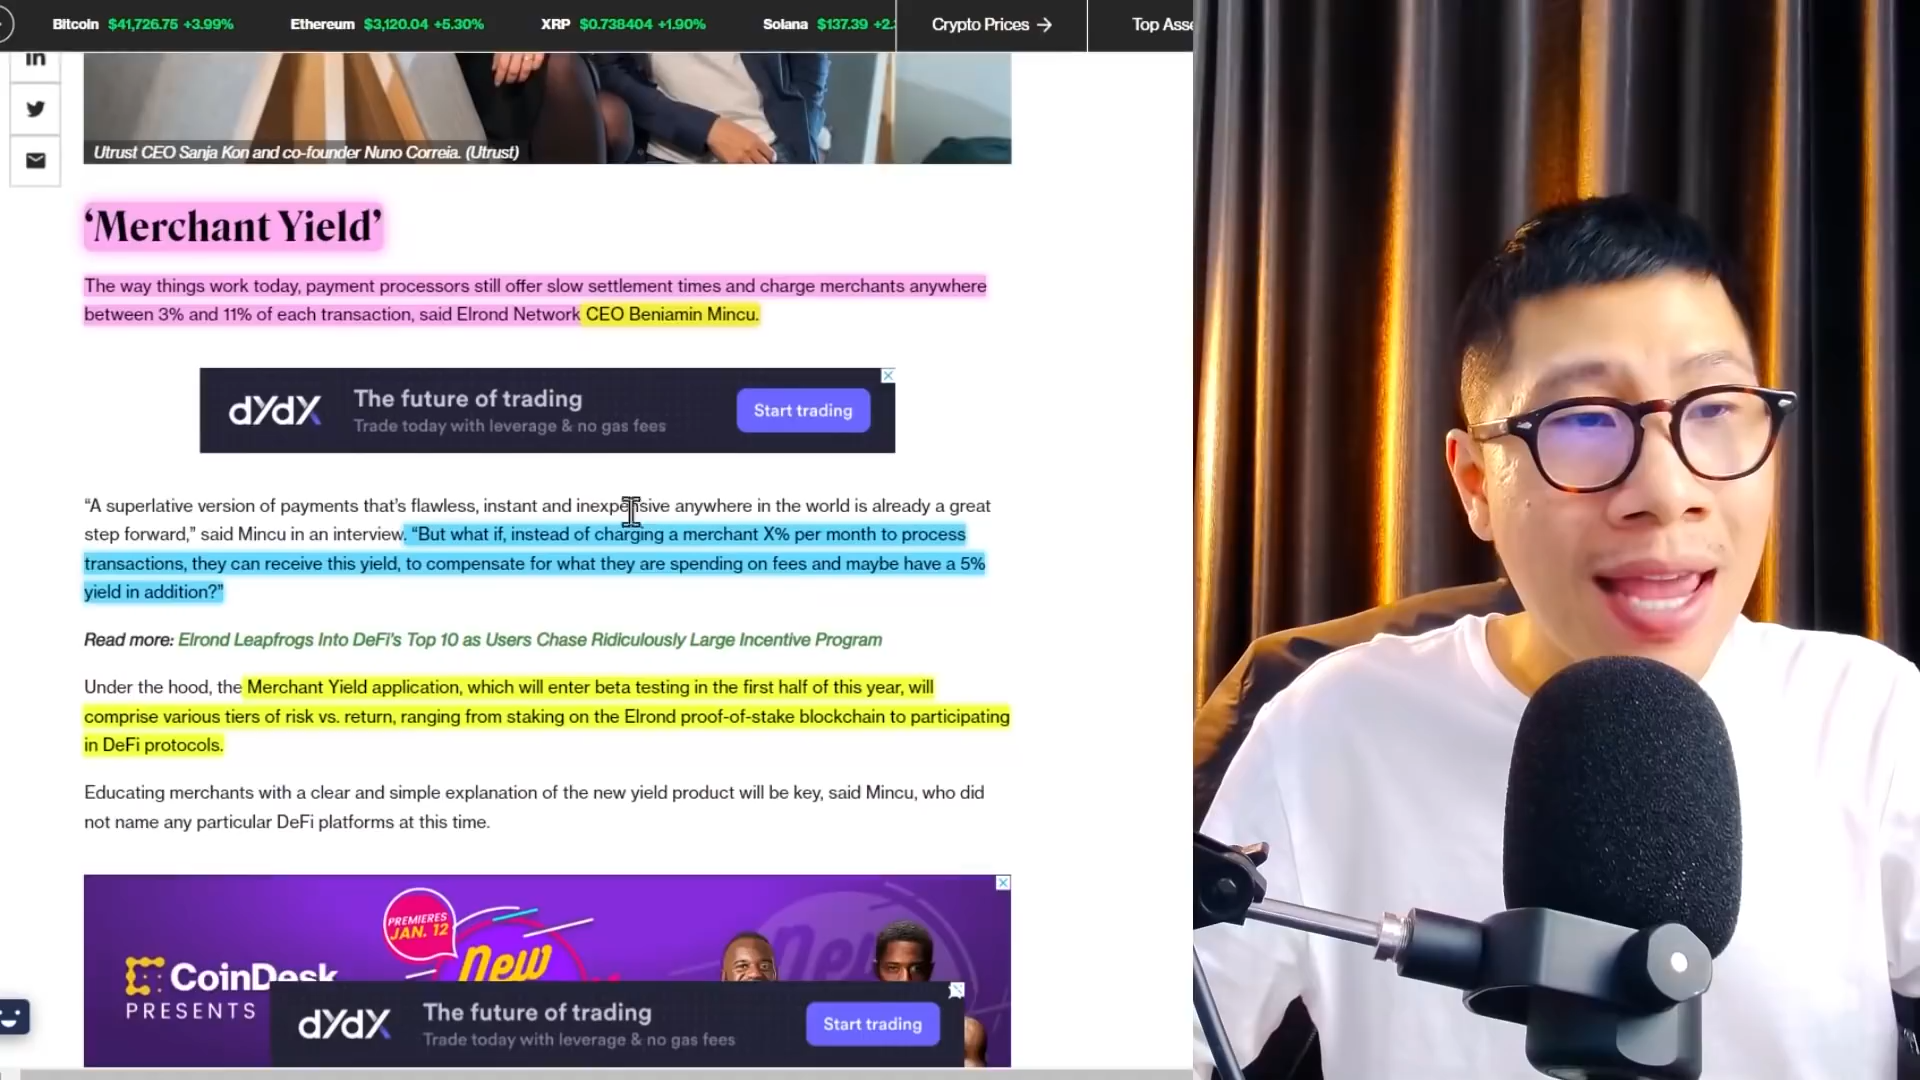 Bitcoin $41,726.75 +3.99% Ethereum $3,120.04 +5.30% XRP $0.738404 +1.90% Solana $137.39 +2. Crypto Prices → Top Asse
in
Utrust CEO Sanja Kon and co-founder Nuno Correia. (Utrust)
‘Merchant Yield’
The way things work today, payment processors still offer slow settlement times and charge merchants anywhere
between 3% and 11% of each transaction, said Elrond Network CEO Beniamin Mincu.
dYdX The future of trading Start trading
Trade today with leverage & no gas fees
“A superlative version of payments that’s flawless, instant and inexpensive anywhere in the world is already a great
step forward,” said Mincu in an interview. “But what if, instead of charging a merchant X% per month to process
transactions, they can receive this yield, to compensate for what they are spending on fees and maybe have a 5%
yield in addition?”
Read more: Elrond Leapfrogs Into DeFi’s Top 10 as Users Chase Ridiculously Large Incentive Program
Under the hood, the Merchant Yield application, which will enter beta testing in the first half of this year, will
comprise various tiers of risk vs. return, ranging from staking on the Elrond proof-of-stake blockchain to participating
in DeFi protocols.
Educating merchants with a clear and simple explanation of the new yield product will be key, said Mincu, who did
not name any particular DeFi platforms at this time.
PREMIERES
JAN. 12
New
CoinDesk
PRESENTS
dYdX The future of trading Start trading
Trade today with leverage & no gas fees